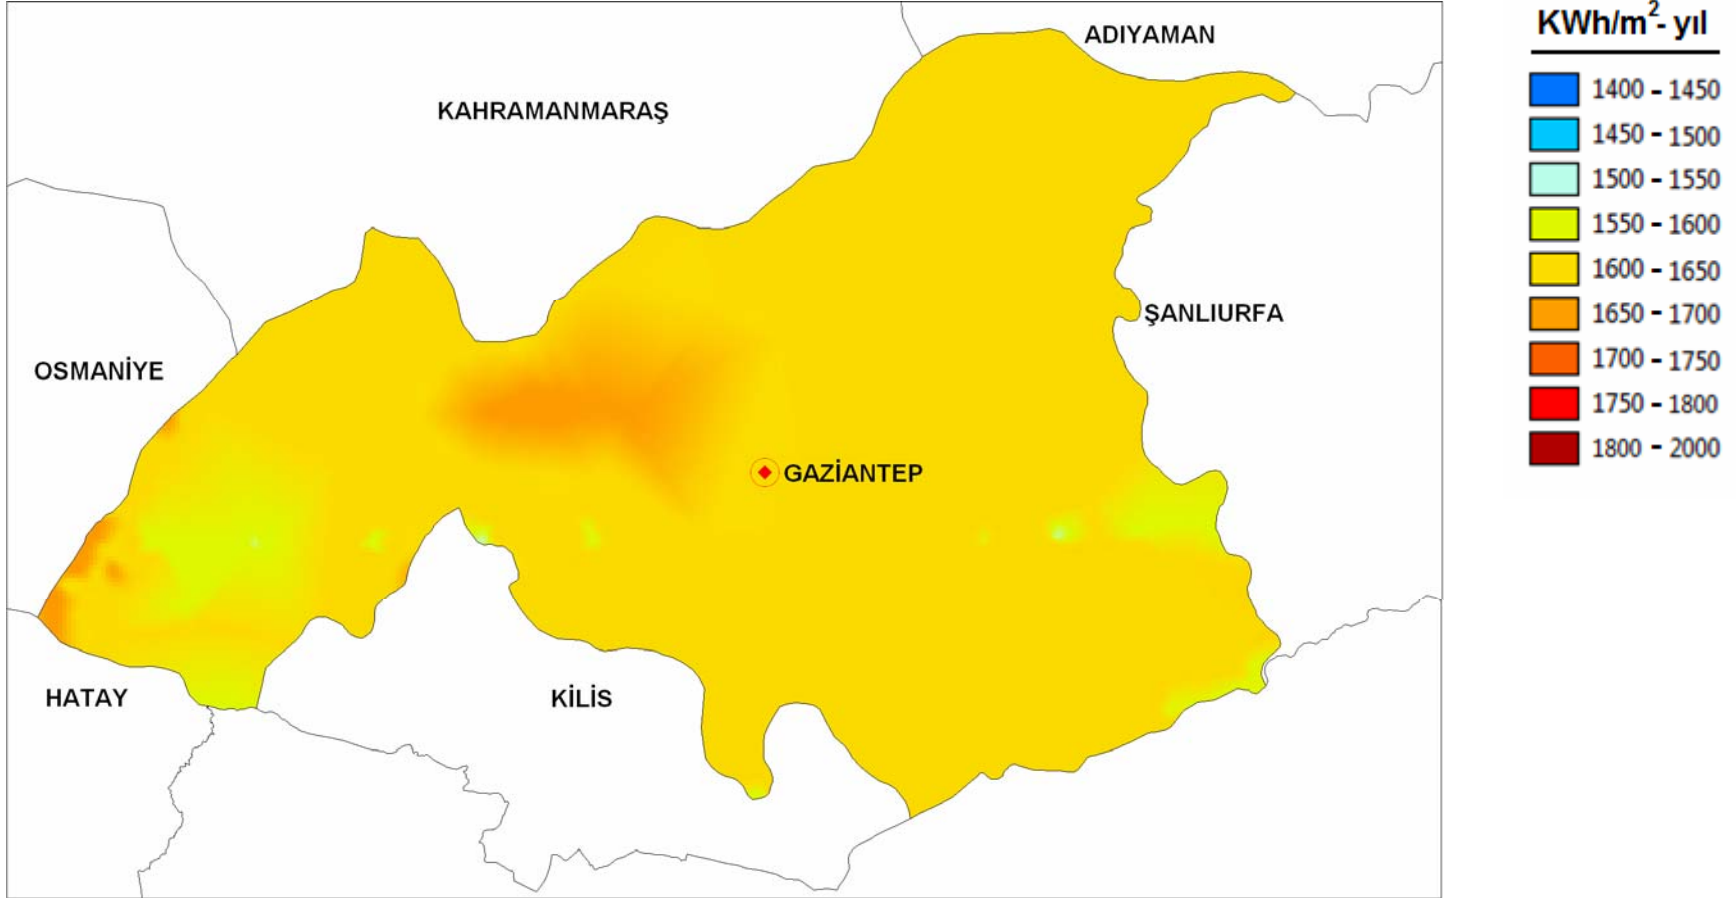 ADIYAMAN
KAHRAMANMARAŞ
ŞANLIURFA
OSMANİYE
GAZİANTEP
HATAY
KİLİS
KWh/m²- yıl
1400 - 1450
1450 - 1500
1500 - 1550
1550 - 1600
1600 - 1650
1650 - 1700
1700 - 1750
1750 - 1800
1800 - 2000